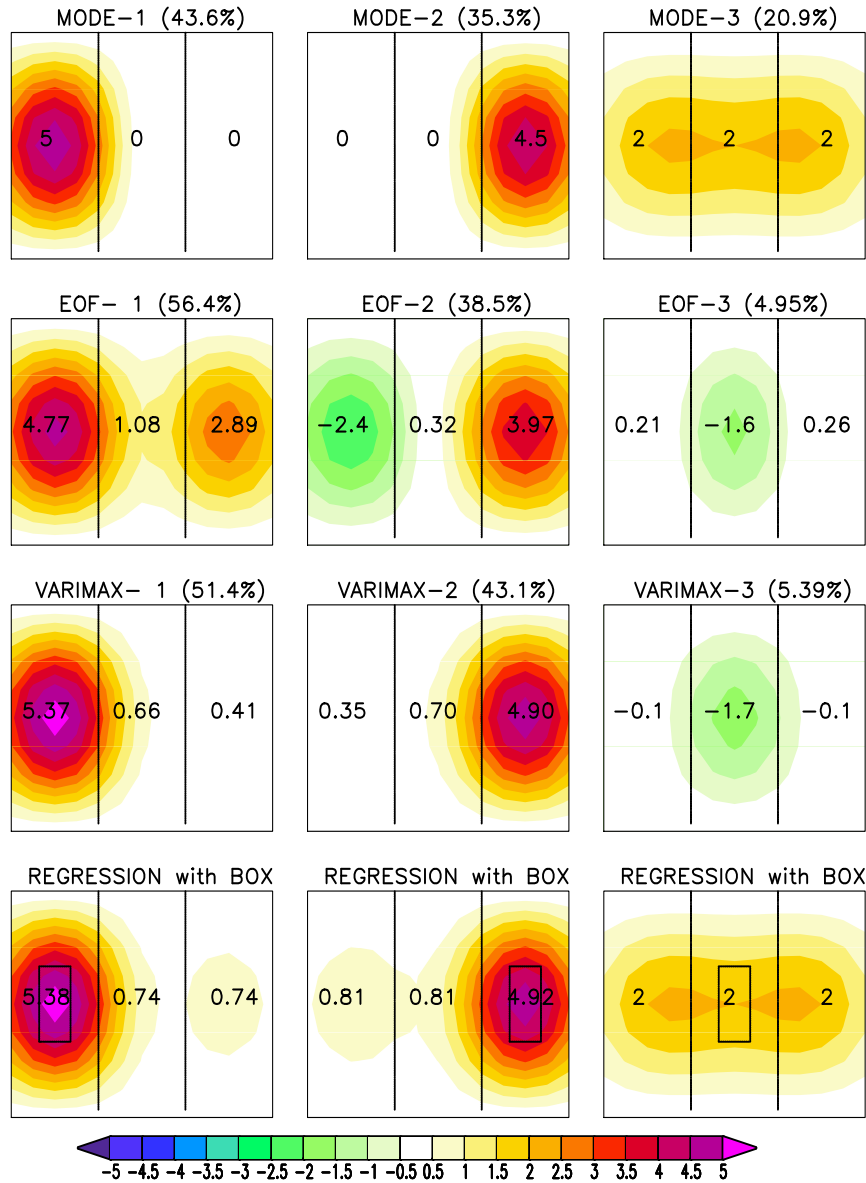 MODE-1 (43.6%) MODE-2 (35.3%) MODE-3 (20.9%)
5 0 0 0 0 4.5 2 2 2
EOF- 1 (56.4%) EOF-2 (38.5%) EOF-3 (4.95%)
4.77 1.08 2.89 -2.4 0.32 3.97 0.21 -1.6 0.26
VARIMAX- 1 (51.4%) VARIMAX-2 (43.1%) VARIMAX-3 (5.39%)
5.37 0.66 0.41 0.35 0.70 4.90 -0.1 -1.7 -0.1
REGRESSION with BOX REGRESSION with BOX REGRESSION with BOX
5.38 0.74 0.74 0.81 0.81 4.92 2 2 2
-5 -4.5 -4 -3.5 -3 -2.5 -2 -1.5 -1 -0.5 0.5 1 1.5 2 2.5 3 3.5 4 4.5 5